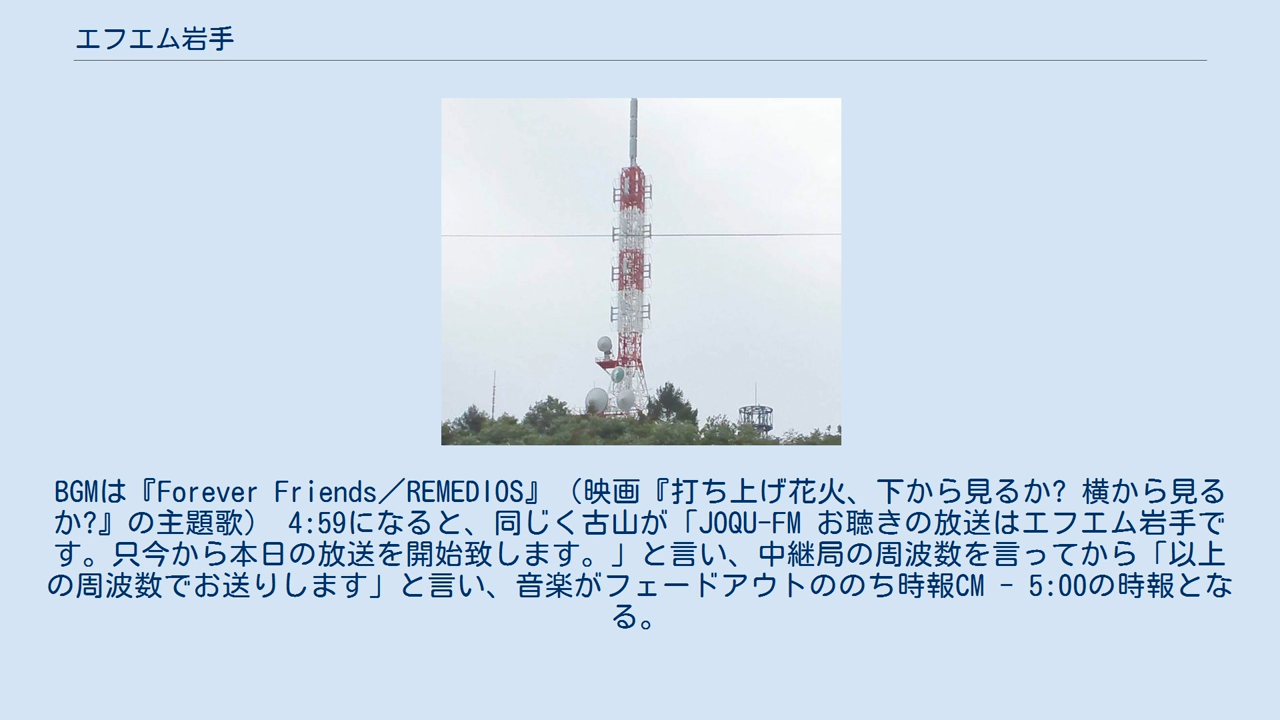 エフエム岩手
BGMは『Forever Friends／REMEDIOS』（映画『打ち上げ花火、下から見るか? 横から見る
か?』の主題歌） 4:59になると、同じく古山が「JOQU-FM お聴きの放送はエフエム岩手で
す。只今から本日の放送を開始致します。」と言い、中継局の周波数を言ってから「以上
の周波数でお送りします」と言い、音楽がフェードアウトののち時報CM - 5:00の時報とな
る。